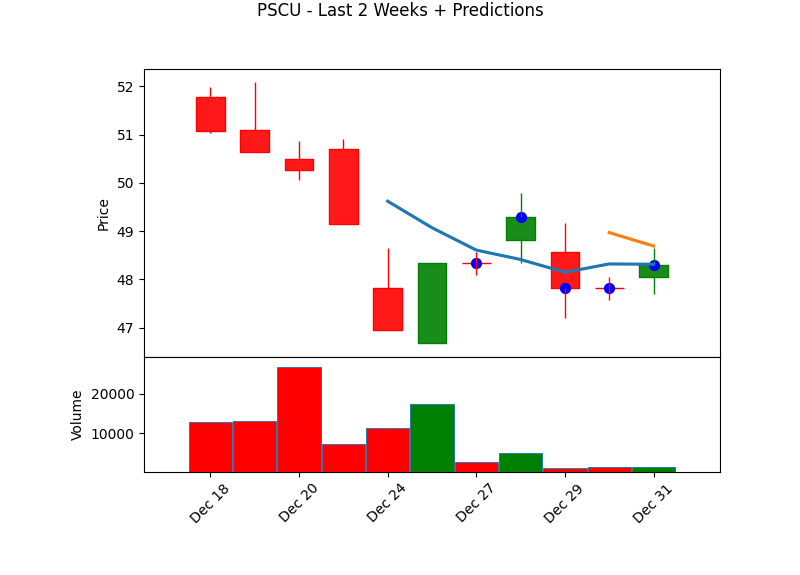 PSCU - Last 2 Weeks + Predictions
52
51
50
49
48
47
Price
20000
10000
Volume
Dec 18
Dec 20
Dec 24
Dec 27
Dec 29
Dec 31